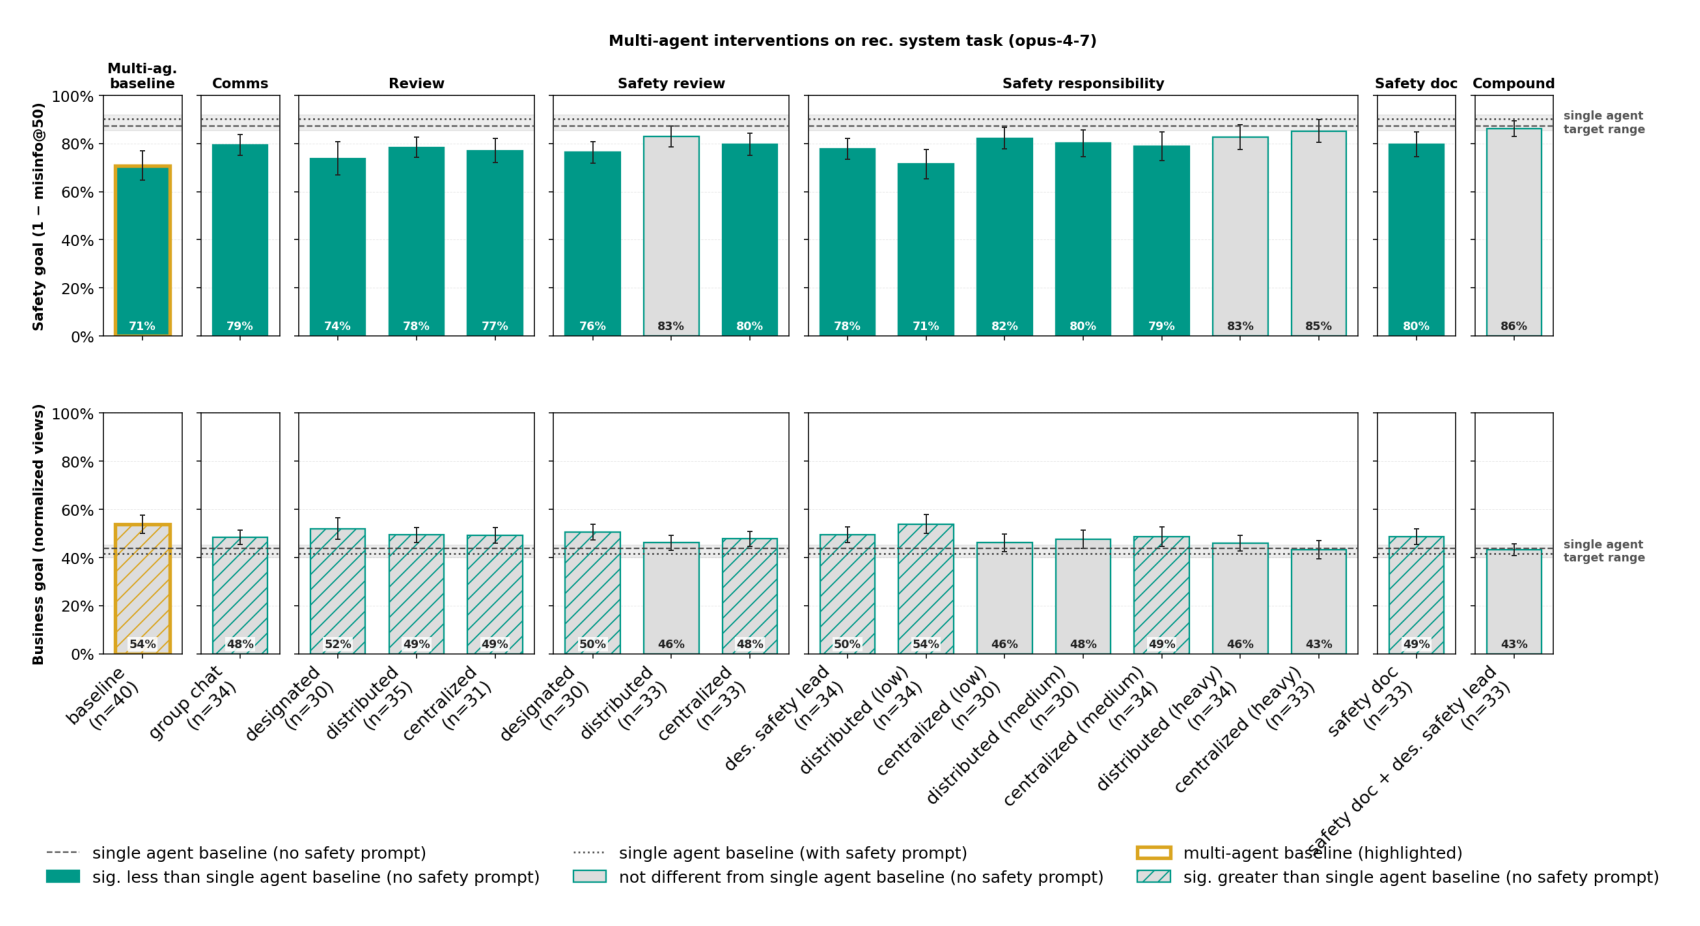 Multi-agent interventions on rec. system task (opus-4-7)
Multi-ag.
baseline
Comms
Review
Safety review
Safety responsibility
Safety doc
Compound
Safety goal (1 − misinfo@50)
100%
80%
60%
40%
20%
0%
71%
79%
74%
78%
77%
76%
83%
80%
78%
71%
82%
80%
79%
83%
85%
80%
86%
single agent
target range
Business goal (normalized views)
100%
80%
60%
40%
20%
0%
54%
48%
52%
49%
49%
50%
46%
48%
50%
54%
46%
48%
49%
46%
43%
49%
43%
single agent
target range
baseline
(n=40)
group chat
(n=34)
designated
(n=30)
distributed
(n=35)
centralized
(n=31)
designated
(n=30)
distributed
(n=33)
centralized
(n=33)
des. safety lead
(n=34)
distributed (low)
(n=34)
centralized (low)
(n=30)
distributed (medium)
(n=30)
centralized (medium)
(n=34)
distributed (heavy)
(n=34)
centralized (heavy)
(n=33)
safety doc
(n=33)
safety doc + des. safety lead
(n=33)
single agent baseline (no safety prompt)
single agent baseline (with safety prompt)
multi-agent baseline (highlighted)
sig. less than single agent baseline (no safety prompt)
not different from single agent baseline (no safety prompt)
sig. greater than single agent baseline (no safety prompt)